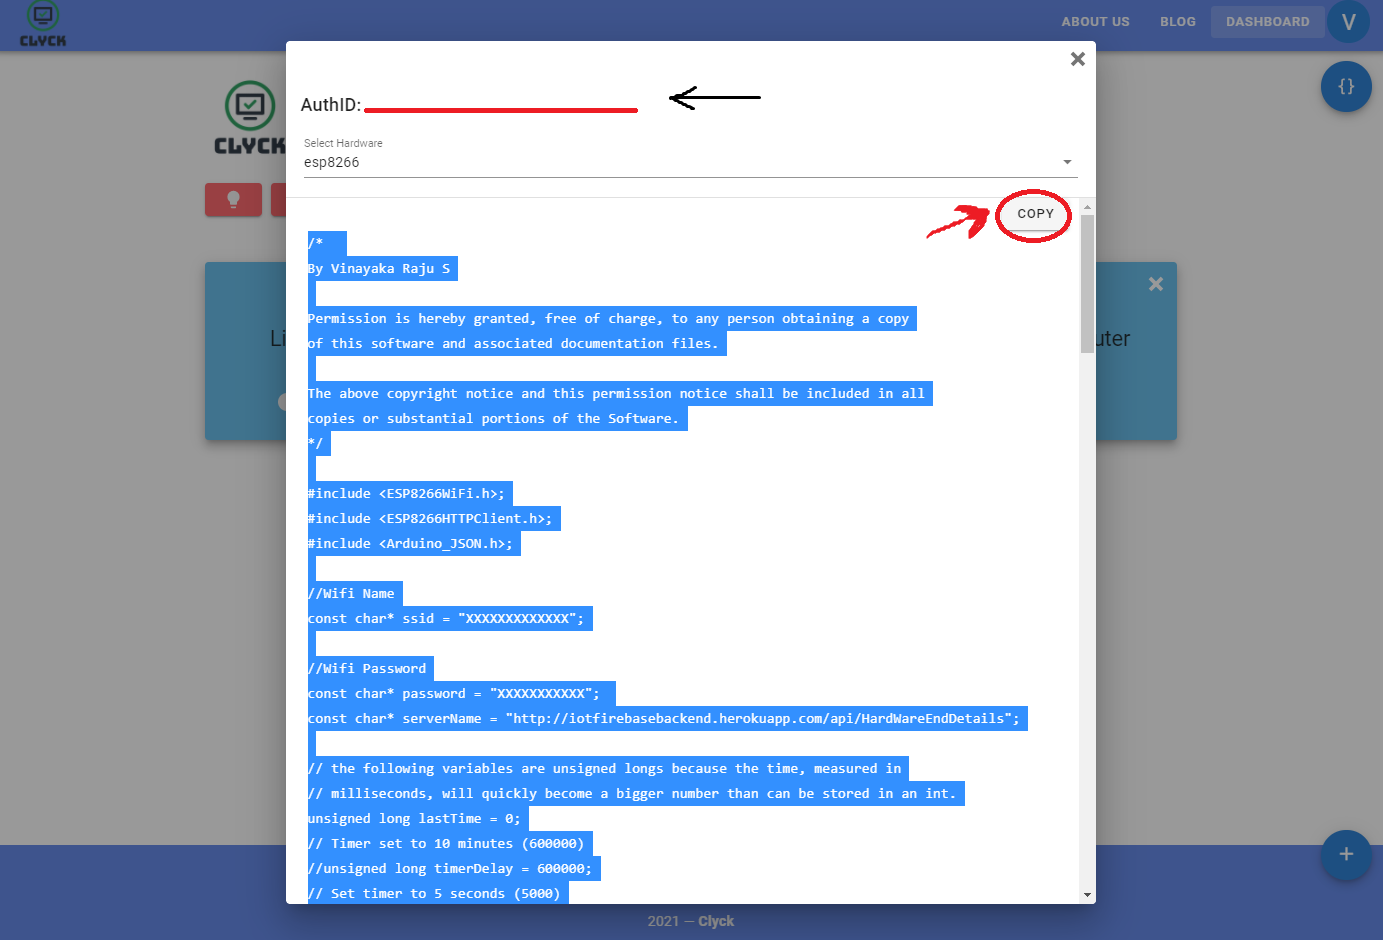 CLYCK
ABOUT US
BLOG
DASHBOARD
V
{}
CLYCK
AuthID:
Select Hardware
esp8266
COPY
/*
By Vinayaka Raju S
Permission is hereby granted, free of charge, to any person obtaining a copy
of this software and associated documentation files.
The above copyright notice and this permission notice shall be included in all
copies or substantial portions of the Software.
*/
#include <ESP8266WiFi.h>;
#include <ESP8266HTTPClient.h>;
#include <Arduino_JSON.h>;
//Wifi Name
const char* ssid = "XXXXXXXXXXXXX";
//Wifi Password
const char* password = "XXXXXXXXXXX";
const char* serverName = "http://iotfirebasebackend.herokuapp.com/api/HardWareEndDetails";
// the following variables are unsigned longs because the time, measured in
// milliseconds, will quickly become a bigger number than can be stored in an int.
unsigned long lastTime = 0;
// Timer set to 10 minutes (600000)
//unsigned long timerDelay = 600000;
// Set timer to 5 seconds (5000)
Li
uter
+
2021 — Clyck